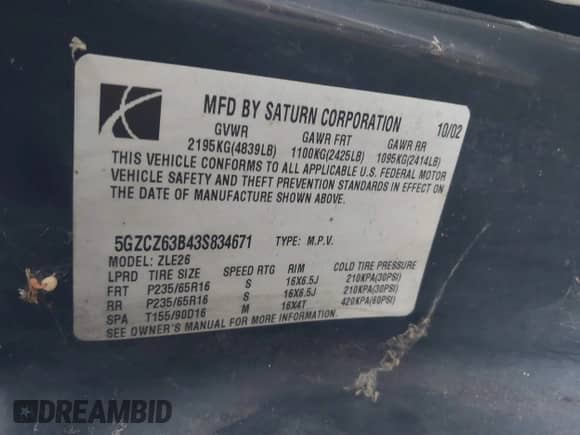 MFD BY SATURN CORPORATION 10/02
GVWR GAWR FRT GAWR RR
2195KG(4839LB) 1100KG(2425LB) 1095KG(2414LB)
THIS VEHICLE CONFORMS TO ALL APPLICABLE U.S. FEDERAL MOTOR
VEHICLE SAFETY AND THEFT PREVENTION STANDARDS IN EFFECT ON
THE DATE OF MANUFACTURE SHOWN ABOVE.
5GZCZ63B43S834671 TYPE: M.P.V.
MODEL: ZLE26
LPRD TIRE SIZE SPEED RTG RIM COLD TIRE PRESSURE
FRT P235/65R16 S 16X6.5J 210KPA(30PSI)
RR P235/65R16 S 16X6.5J 210KPA(30PSI)
SPA T155/90D16 M 16X4T 420KPA(60PSI)
SEE OWNER'S MANUAL FOR MORE INFORMATION.
DREAMBID